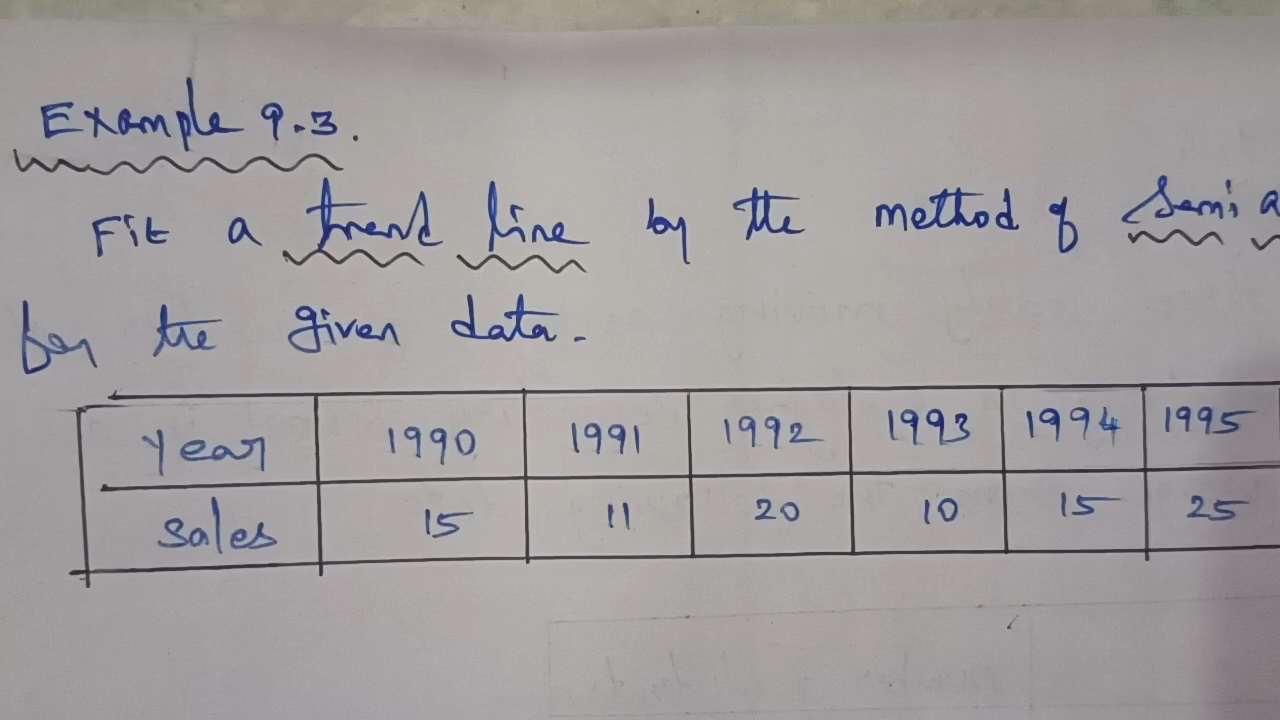 Example 9.3.
Fit a trend line by the method of Semi a
for the given data.
Year 1990 1991 1992 1993 1994 1995
Sales 15 11 20 10 15 25